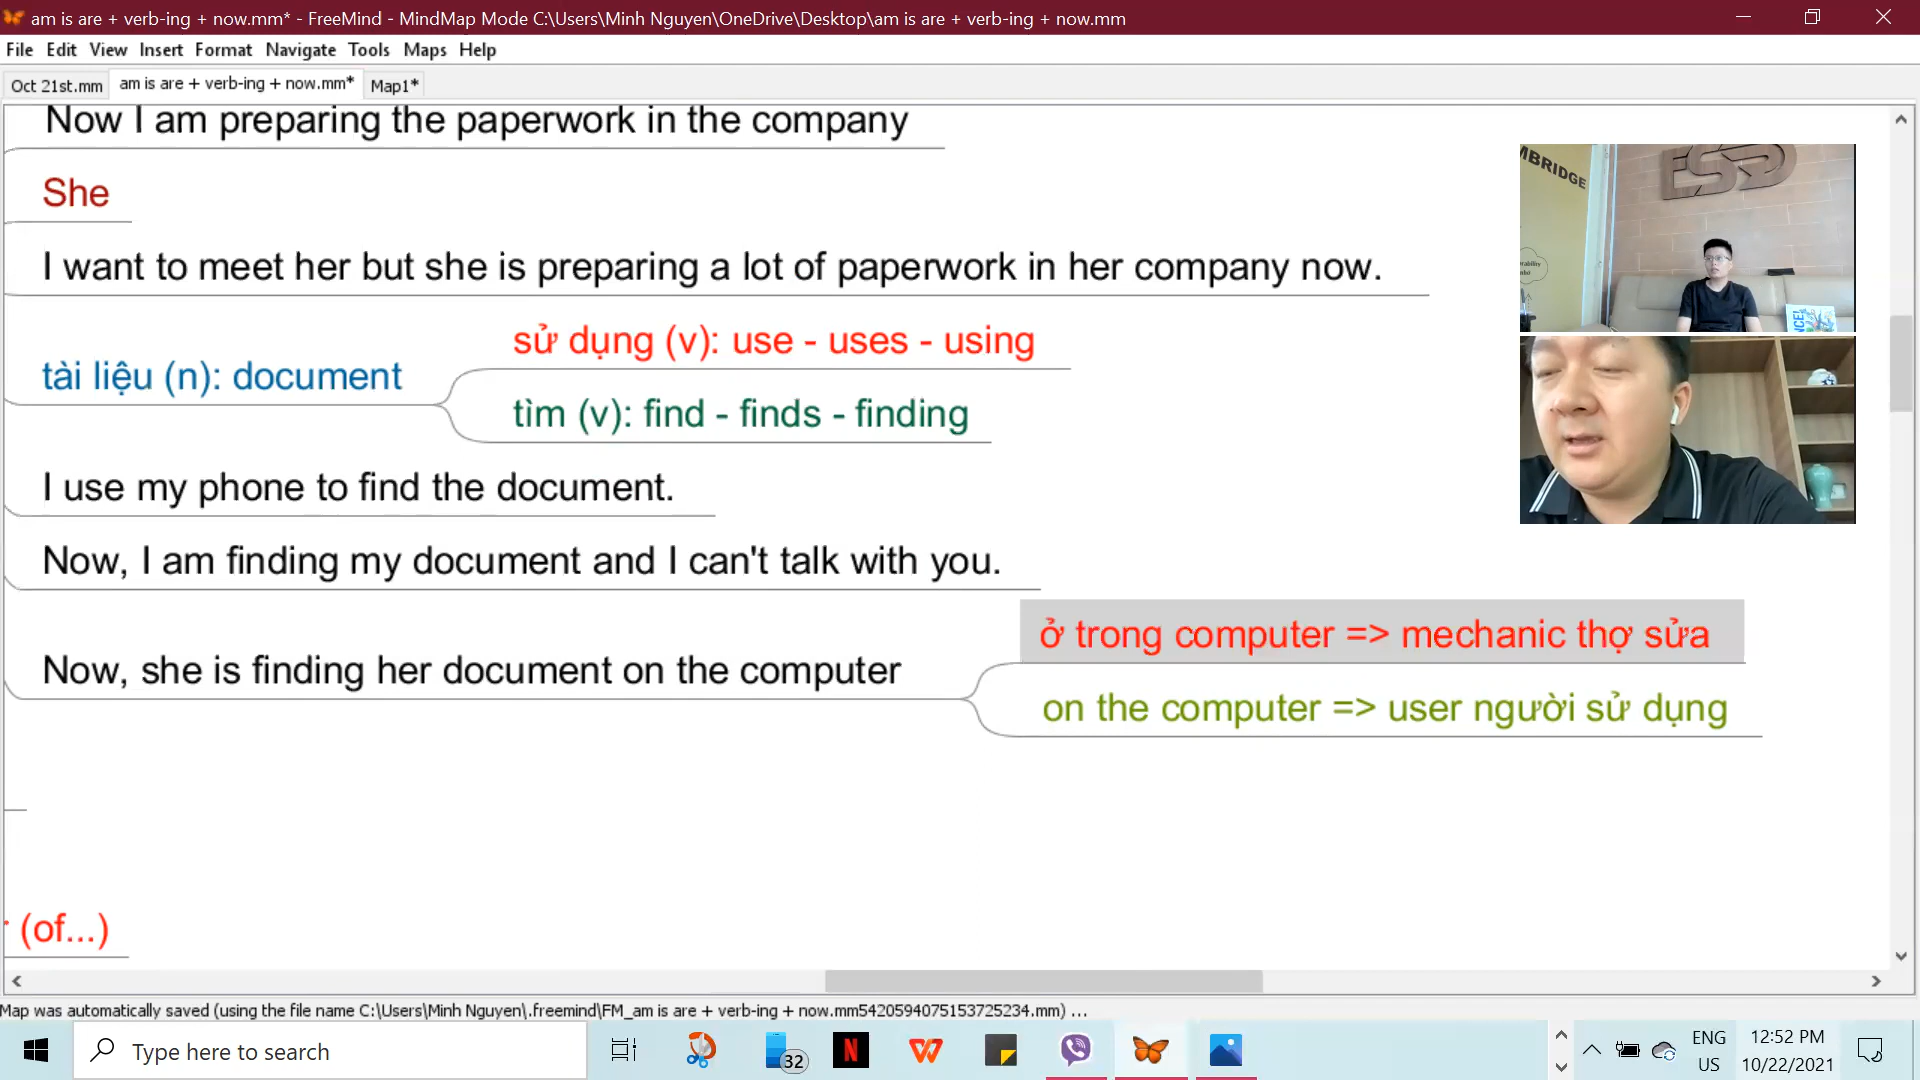 am is are + verb-ing + now.mm* - FreeMind - MindMap Mode C:\Users\Minh Nguyen\OneDrive\Desktop\am is are + verb-ing + now.mm
File Edit View Insert Format Navigate Tools Maps Help
Oct 21st.mm am is are + verb-ing + now.mm* Map1*
Now I am preparing the paperwork in the company
She
I want to meet her but she is preparing a lot of paperwork in her company now.
sử dụng (v): use - uses - using
tài liệu (n): document
tìm (v): find - finds - finding
I use my phone to find the document.
Now, I am finding my document and I can't talk with you.
ở trong computer => mechanic thợ sửa
Now, she is finding her document on the computer
on the computer => user người sử dụng
(of...)
MBRIDGE
ESD
Map was automatically saved (using the file name C:\Users\Minh Nguyen\.freemind\FM_am is are + verb-ing + now.mm5420594075153725234.mm) ...
Type here to search
32
N
W
ENG
US
12:52 PM
10/22/2021